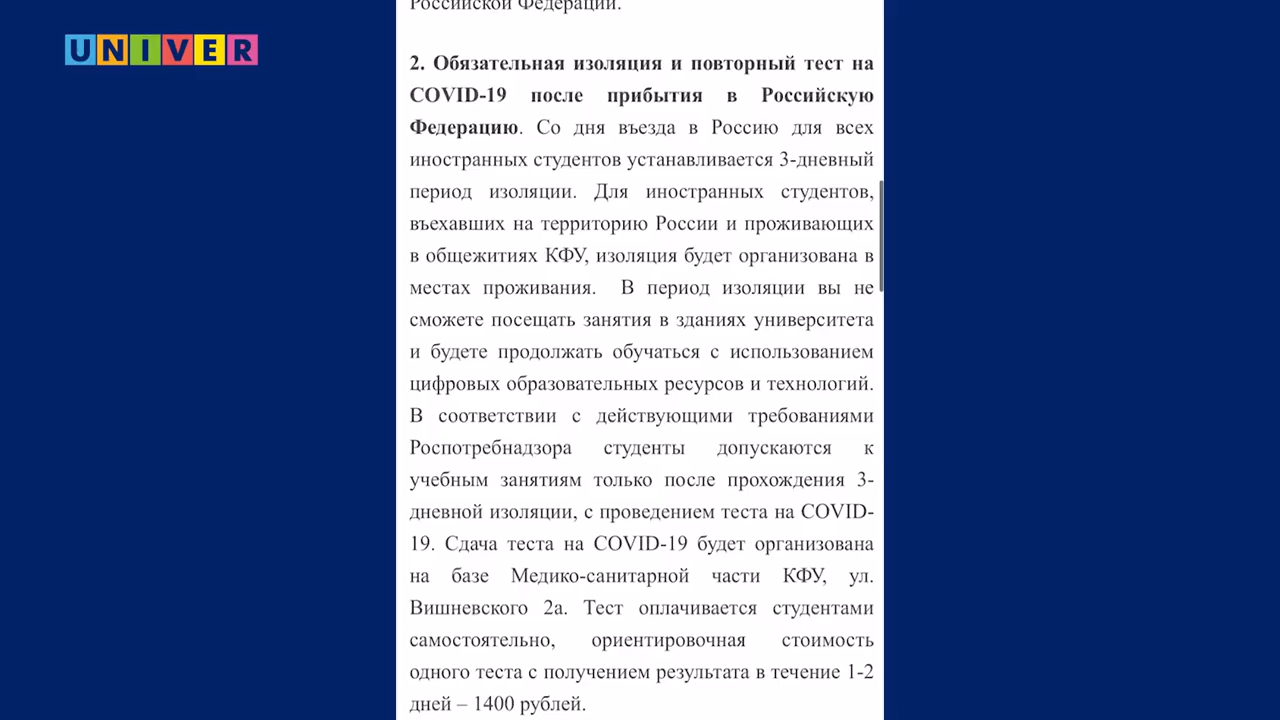 UNIVER
Российской Федерации.
2. Обязательная изоляция и повторный тест на
COVID-19 после прибытия в Российскую
Федерацию. Со дня въезда в Россию для всех
иностранных студентов устанавливается 3-дневный
период изоляции. Для иностранных студентов,
въехавших на территорию России и проживающих
в общежитиях КФУ, изоляция будет организована в
местах проживания. В период изоляции вы не
сможете посещать занятия в зданиях университета
и будете продолжать обучаться с использованием
цифровых образовательных ресурсов и технологий.
В соответствии с действующими требованиями
Роспотребнадзора студенты допускаются к
учебным занятиям только после прохождения 3-
дневной изоляции, с проведением теста на COVID-
19. Сдача теста на COVID-19 будет организована
на базе Медико-санитарной части КФУ, ул.
Вишневского 2а. Тест оплачивается студентами
самостоятельно, ориентировочная стоимость
одного теста с получением результата в течение 1-2
дней – 1400 рублей.